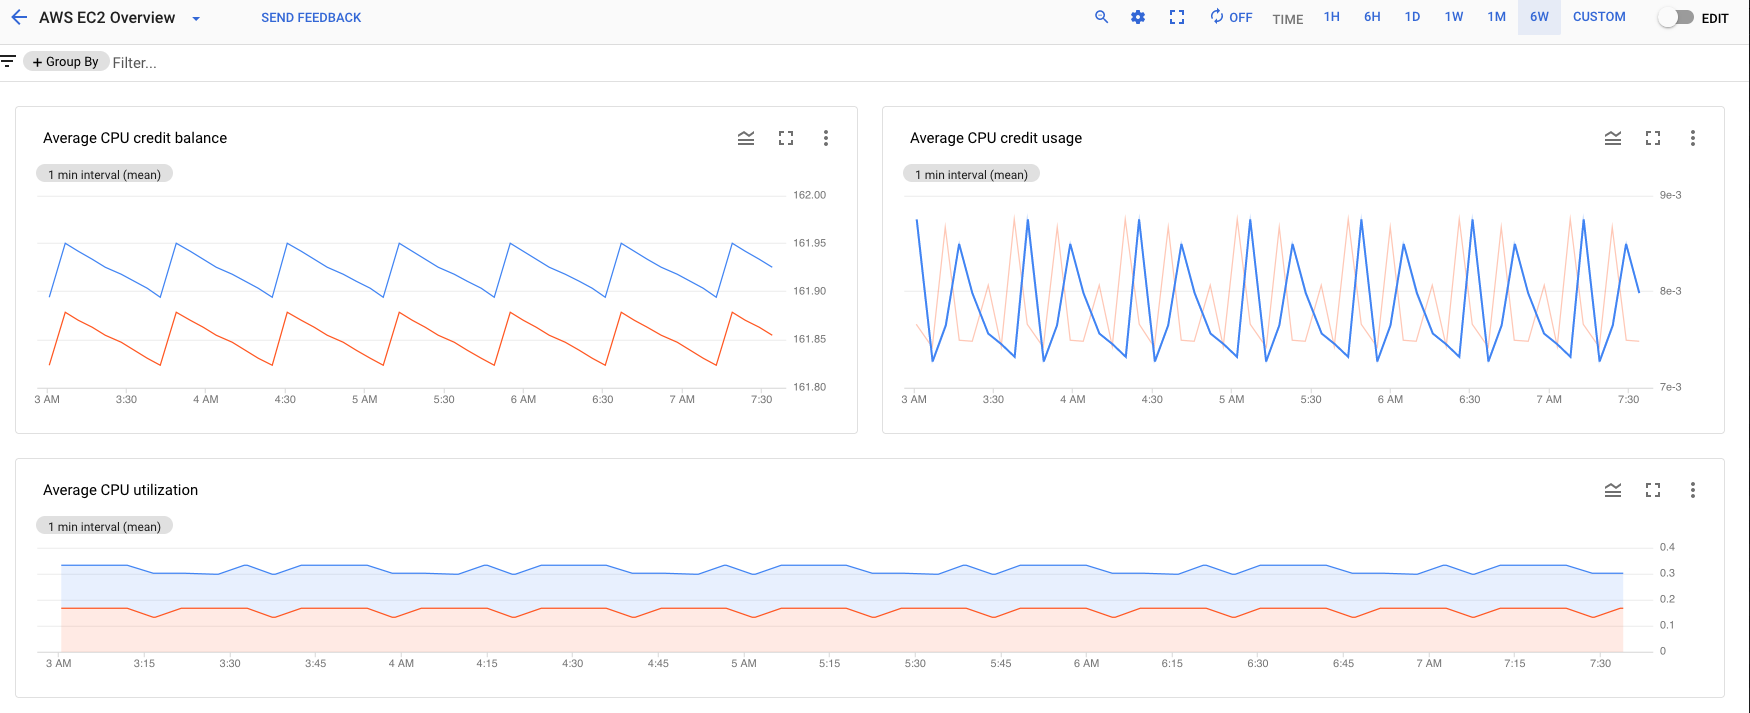 AWS EC2 Overview SEND FEEDBACK OFF TIME 1H 6H 1D 1W 1M 6W CUSTOM EDIT
+ Group By Filter...
Average CPU credit balance
1 min interval (mean)
162.00
161.95
161.90
161.85
161.80
3 AM 3:30 4 AM 4:30 5 AM 5:30 6 AM 6:30 7 AM 7:30
Average CPU credit usage
1 min interval (mean)
9e-3
8e-3
7e-3
3 AM 3:30 4 AM 4:30 5 AM 5:30 6 AM 6:30 7 AM 7:30
Average CPU utilization
1 min interval (mean)
0.4
0.3
0.2
0.1
0
3 AM 3:15 3:30 3:45 4 AM 4:15 4:30 4:45 5 AM 5:15 5:30 5:45 6 AM 6:15 6:30 6:45 7 AM 7:15 7:30